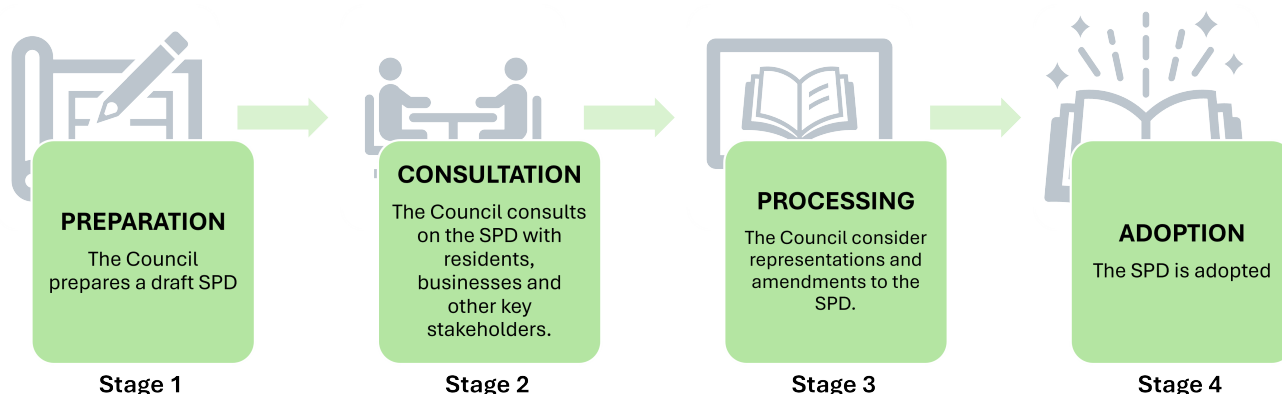 PREPARATION
The Council
prepares a draft SPD
Stage 1
CONSULTATION
The Council consults
on the SPD with
residents,
businesses and
other key
stakeholders.
Stage 2
PROCESSING
The Council consider
representations and
amendments to the
SPD.
Stage 3
ADOPTION
The SPD is adopted
Stage 4